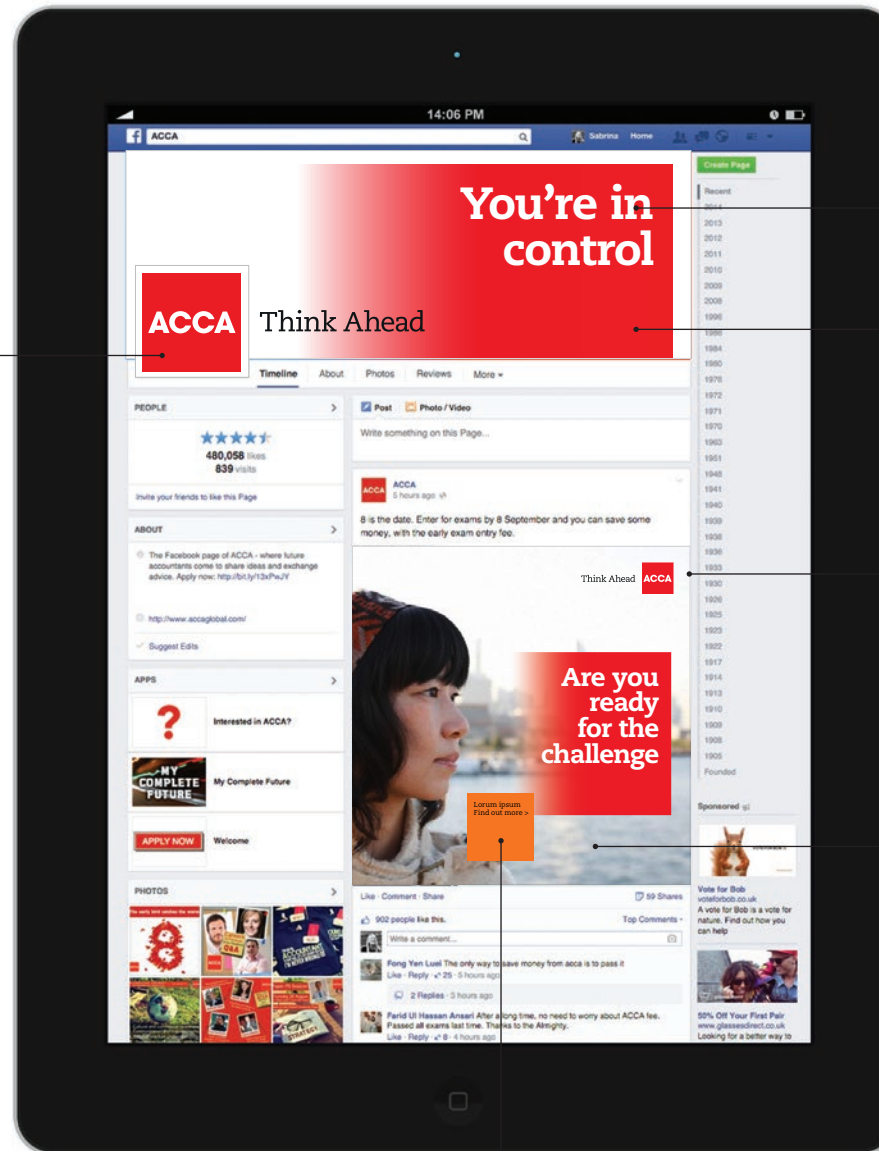 14:06 PM
ACCA
Sabrina Home
You're in
control
ACCA
Think Ahead
Timeline About Photos Reviews More
Create Page
Recent
2014
2013
2012
2011
2010
2009
2008
1996
1986
1984
1980
1976
1972
1971
1970
1963
1951
1948
1941
1940
1939
1938
1936
1933
1930
1926
1925
1923
1922
1917
1914
1913
1910
1909
1908
1905
Founded
PEOPLE
480,058 likes
839 visits
Invite your friends to like this Page
ABOUT
The Facebook page of ACCA - where future
accountants come to share ideas and exchange
advice. Apply now: http://bit.ly/13xPwJY
http://www.accaglobal.com/
Suggest Edits
APPS
?
Interested in ACCA?
MY
COMPLETE
FUTURE
My Complete Future
APPLY NOW
Welcome
PHOTOS
The early bird catches the worm
8
Q&A
STRATEGY
Post Photo / Video
Write something on this Page...
ACCA
ACCA
5 hours ago
8 is the date. Enter for exams by 8 September and you can save some
money, with the early exam entry fee.
Think Ahead ACCA
Are you
ready
for the
challenge
Lorum ipsum
Find out more >
Like · Comment · Share
59 Shares
902 people like this.
Top Comments
Write a comment...
Fong Yen Luel The only way to save money from acca is to pass it
Like · Reply · 25 · 5 hours ago
2 Replies · 3 hours ago
Farid Ul Hassan Ansari After a long time, no need to worry about ACCA fee.
Passed all exams last time. Thanks to the Almighty.
Like · Reply · 8 · 4 hours ago
Sponsored
Vote for Bob
voteforbob.co.uk
A vote for Bob is a vote for
nature. Find out how you
can help
50% Off Your First Pair
www.glassesdirect.co.uk
Looking for a better way to